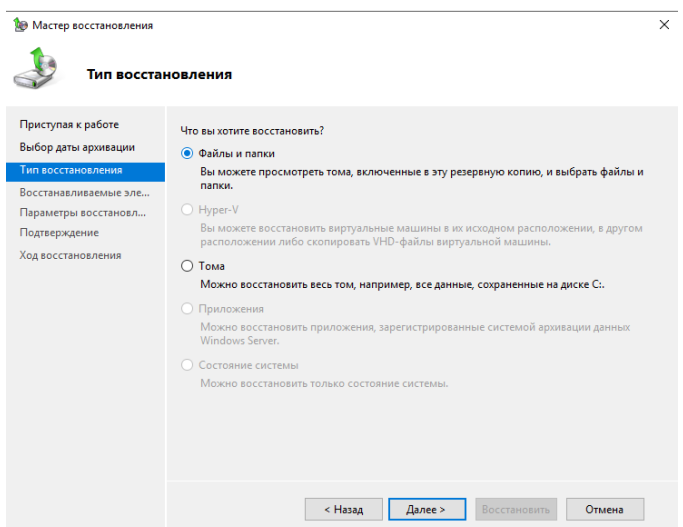 Мастер восстановления
Тип восстановления
Приступая к работе
Выбор даты архивации
Тип восстановления
Восстанавливаемые эле...
Параметры восстановл...
Подтверждение
Ход восстановления
Что вы хотите восстановить?
Файлы и папки
Вы можете просмотреть тома, включенные в эту резервную копию, и выбрать файлы и
папки.
Hyper-V
Вы можете восстановить виртуальные машины в их исходном расположении, в другом
расположении либо скопировать VHD-файлы виртуальной машины.
Тома
Можно восстановить весь том, например, все данные, сохраненные на диске C:.
Приложения
Можно восстановить приложения, зарегистрированные системой архивации данных
Windows Server.
Состояние системы
Можно восстановить только состояние системы.
< Назад Далее > Восстановить Отмена